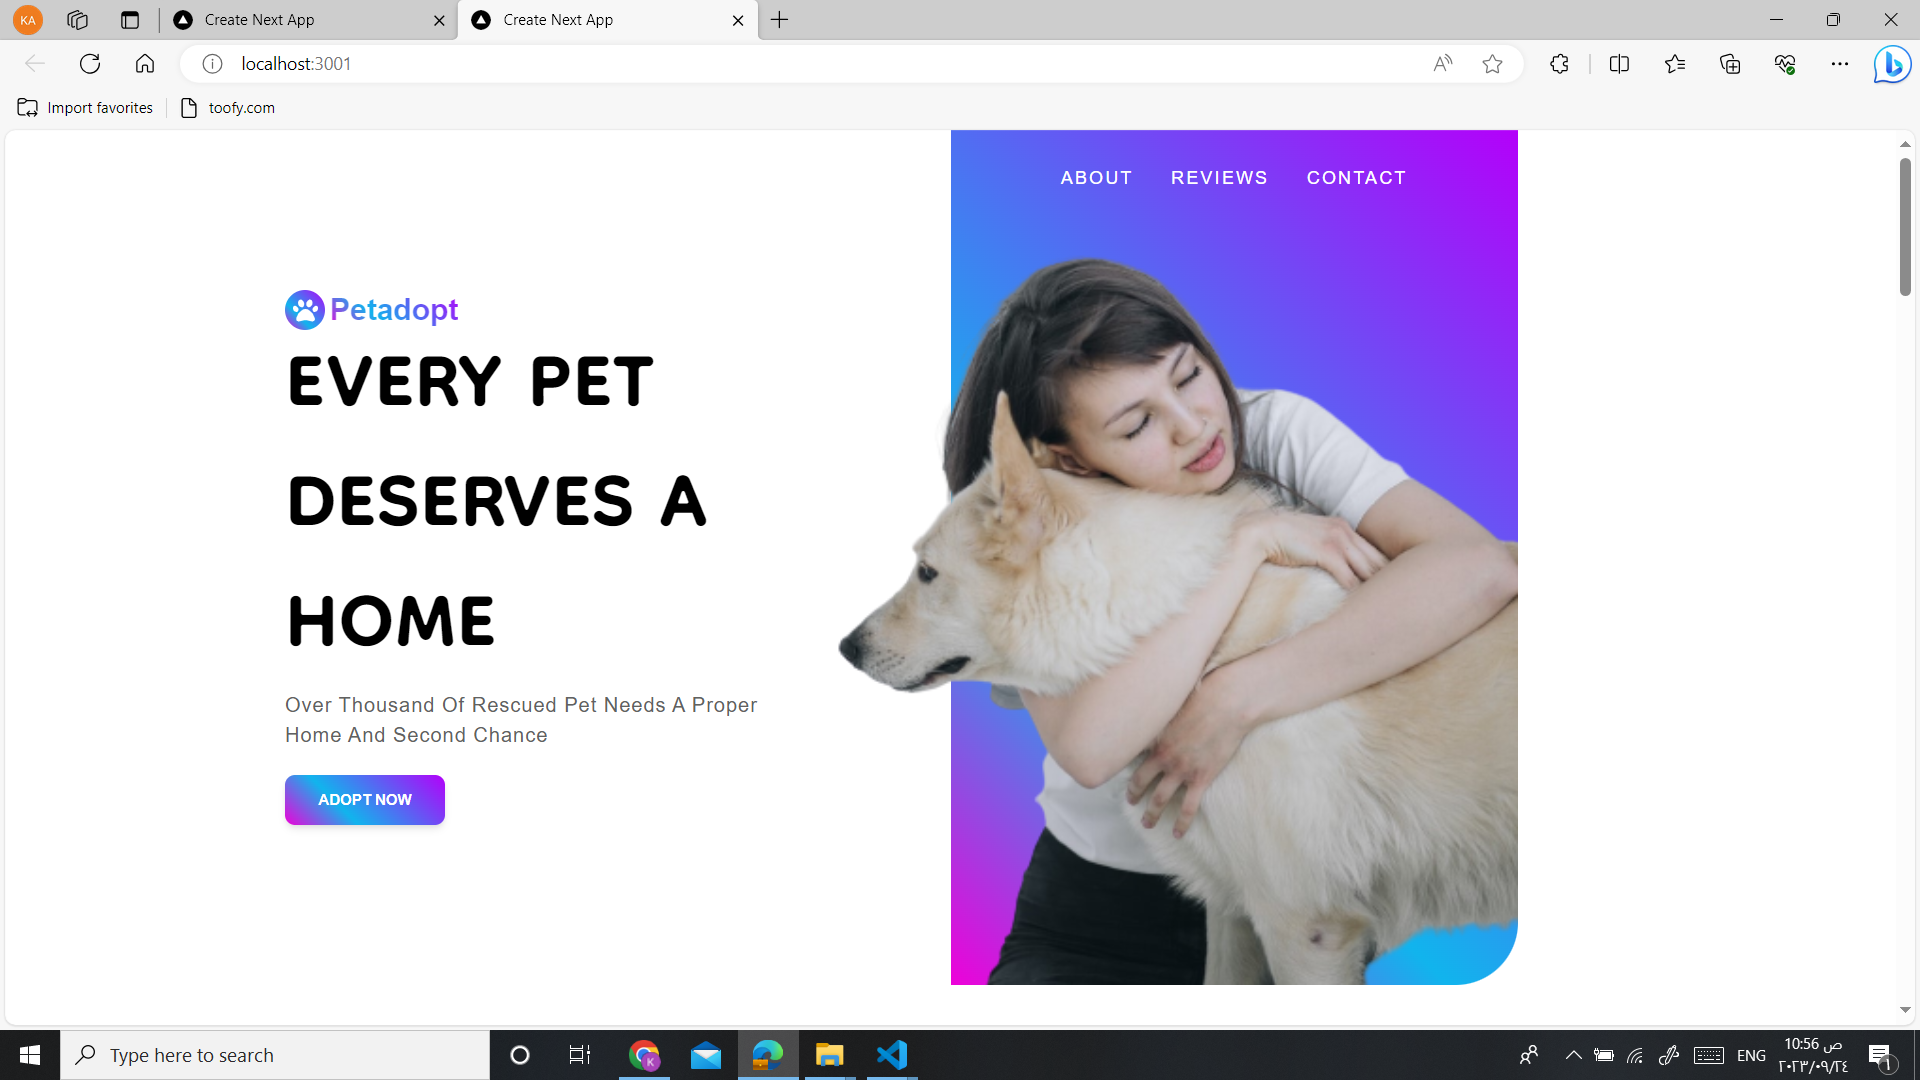 KA
Create Next App
Create Next App
localhost:3001
Import favorites
toofy.com
ABOUT REVIEWS CONTACT
Petadopt
EVERY PET
DESERVES A
HOME
Over Thousand Of Rescued Pet Needs A Proper
Home And Second Chance
ADOPT NOW
Type here to search
K
ENG
10:56 ص
٢٠٢٣/٠٩/٢٤
١